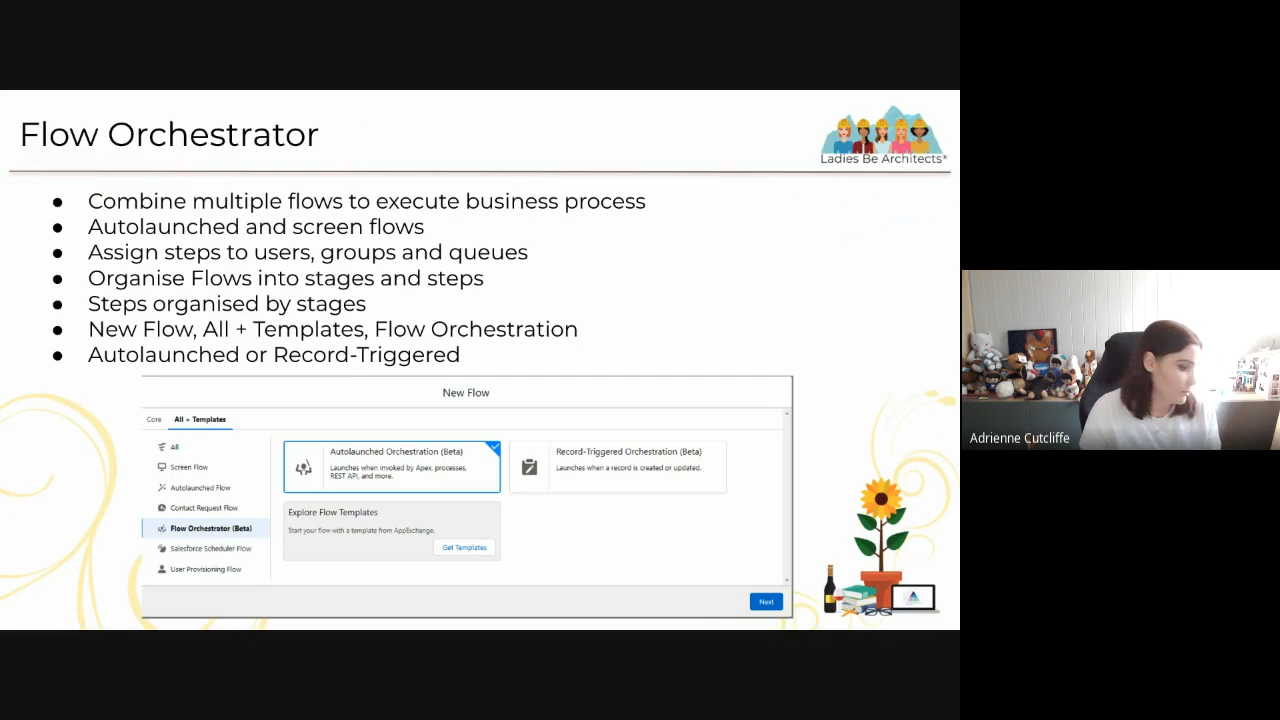 Flow Orchestrator
Ladies Be Architects®
● Combine multiple flows to execute business process
● Autolaunched and screen flows
● Assign steps to users, groups and queues
● Organise Flows into stages and steps
● Steps organised by stages
● New Flow, All + Templates, Flow Orchestration
● Autolaunched or Record-Triggered
New Flow
Core All + Templates
All
Screen Flow
Autolaunched Flow
Contact Request Flow
Flow Orchestrator (Beta)
Salesforce Scheduler Flow
User Provisioning Flow
Autolaunched Orchestration (Beta)
Launches when invoked by Apex, processes,
REST API, and more.
Record-Triggered Orchestration (Beta)
Launches when a record is created or updated.
Explore Flow Templates
Start your flow with a template from AppExchange.
Get Templates
Next
Adrienne Cutcliffe